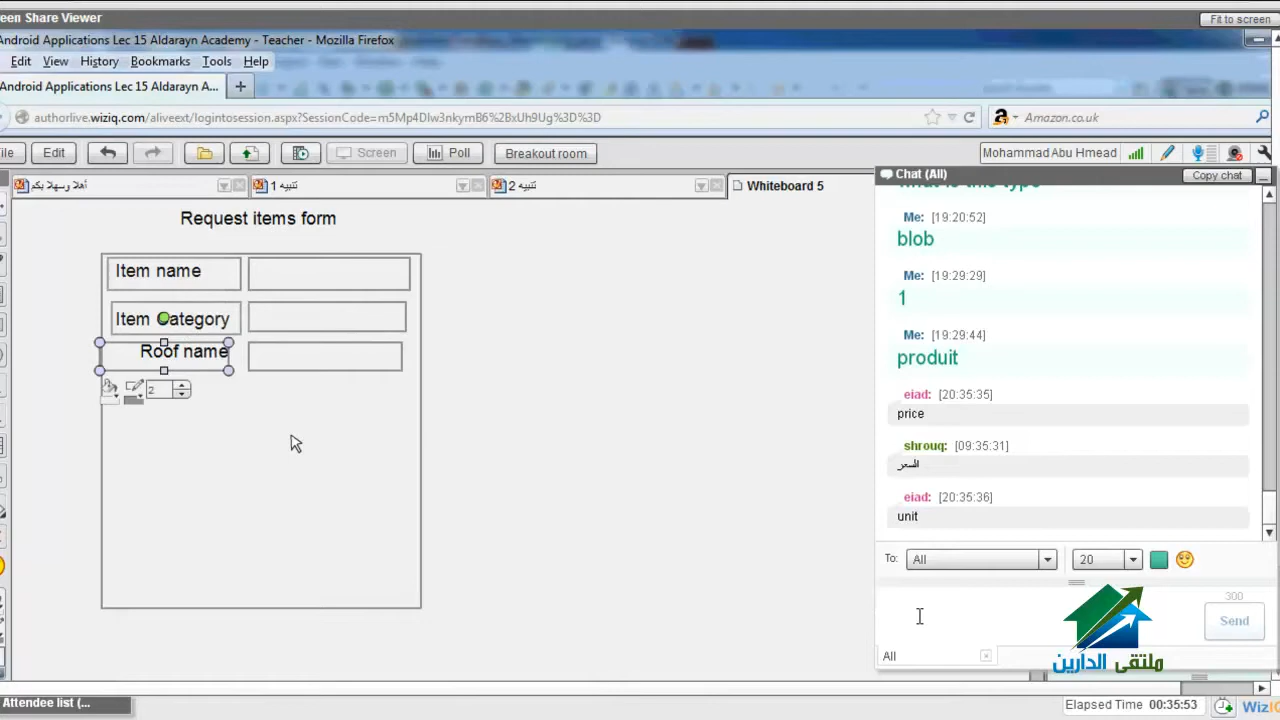 een Share Viewer
Fit to screen
Android Applications Lec 15 Aldarayn Academy - Teacher - Mozilla Firefox
Edit View History Bookmarks Tools Help
Android Applications Lec 15 Aldarayn A...
authorlive.wiziq.com/aliveext/logintosession.aspx?SessionCode=m5Mp4Dlw3nkymB6%2BxUh9Ug%3D%3D
Amazon.co.uk
ile Edit Screen Poll Breakout room
Mohammad Abu Hmead
أهلا وسهلا بكم
تنبيه 1
تنبيه 2
Whiteboard 5
Request items form
Item name
Item Category
Roof name
2
Chat (All)
Copy chat
what is this type
Me: [19:20:52]
blob
Me: [19:29:29]
1
Me: [19:29:44]
produit
eiad: [20:35:35]
price
shrouq: [09:35:31]
السعر
eiad: [20:35:36]
unit
To: All 20
300
Send
All
ملتقى الدارين
Attendee list (...
Elapsed Time 00:35:53
WizI